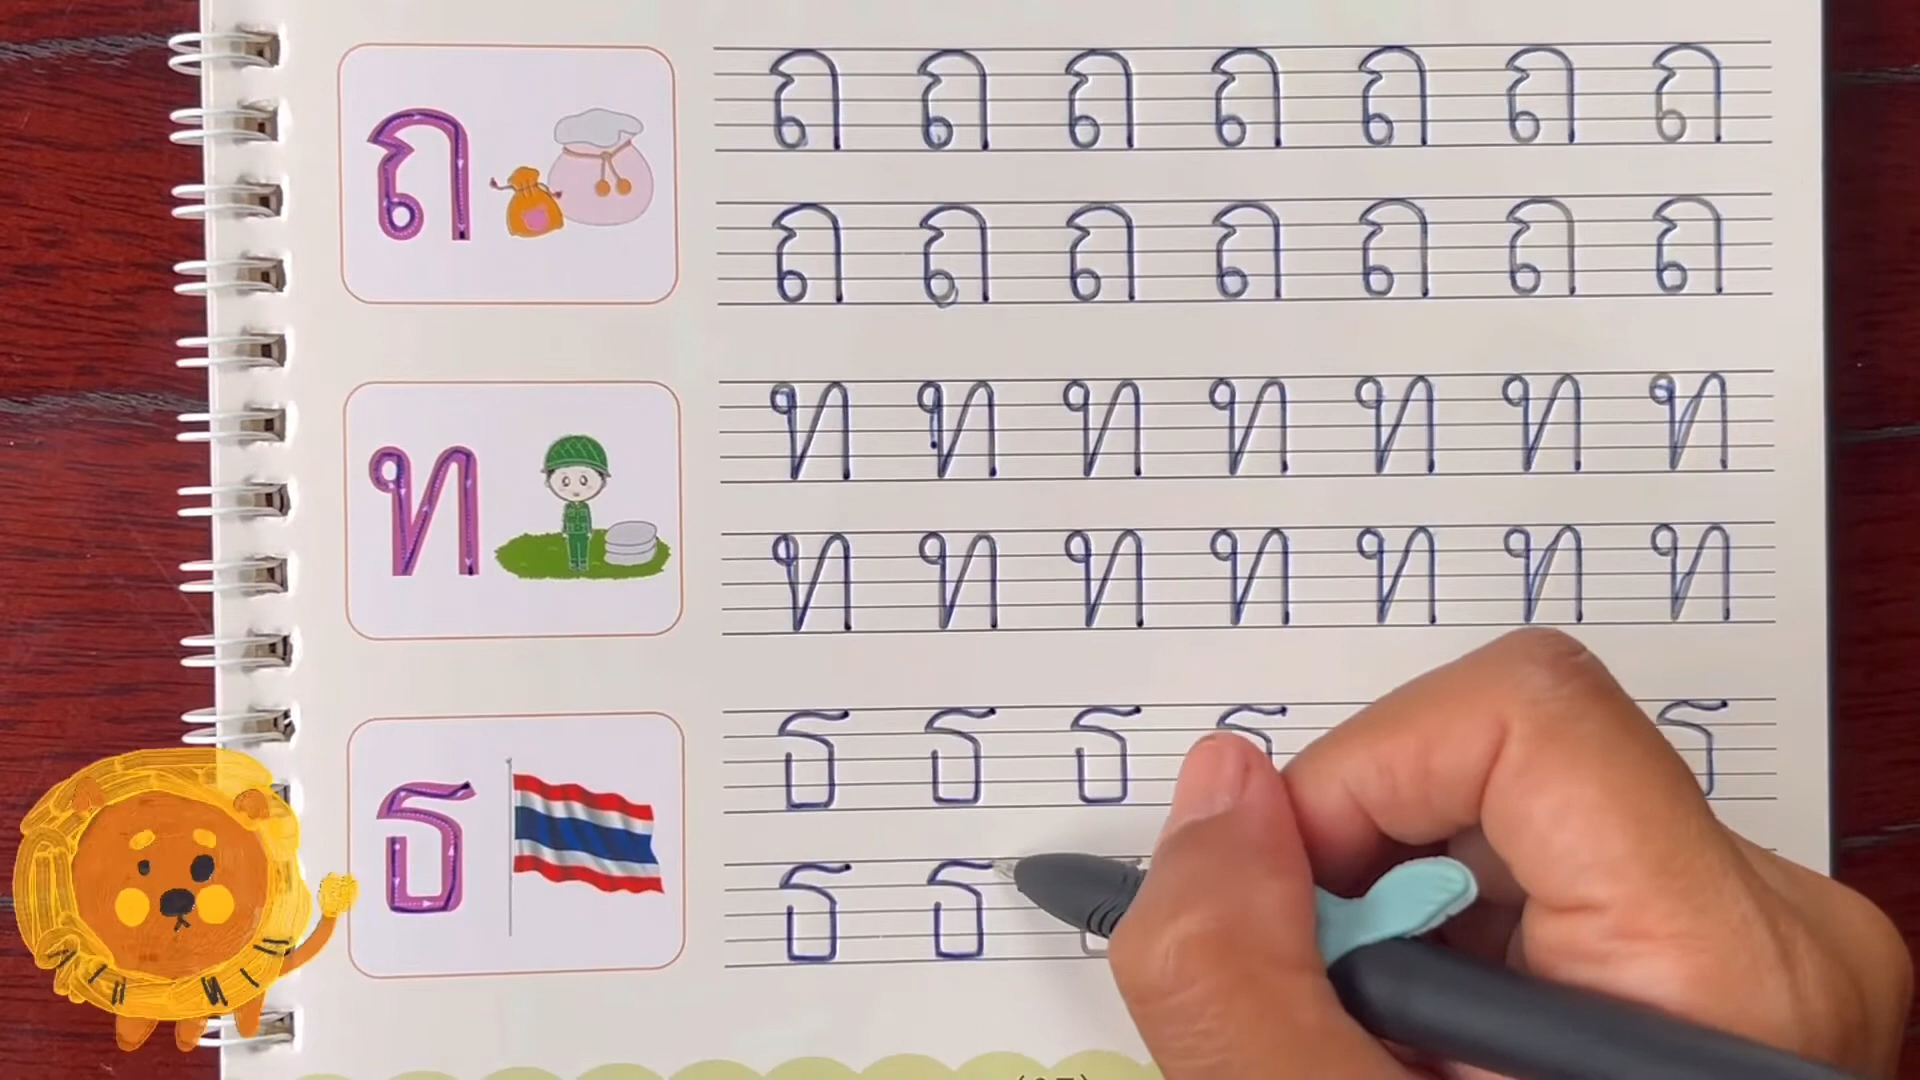 ถ ถ ถ ถ ถ ถ ถ ถ
ถ ถ ถ ถ ถ ถ ถ
ท ท ท ท ท ท ท ท
ท ท ท ท ท ท ท
ธ ธ ธ ธ ธ ธ
ธ ธ